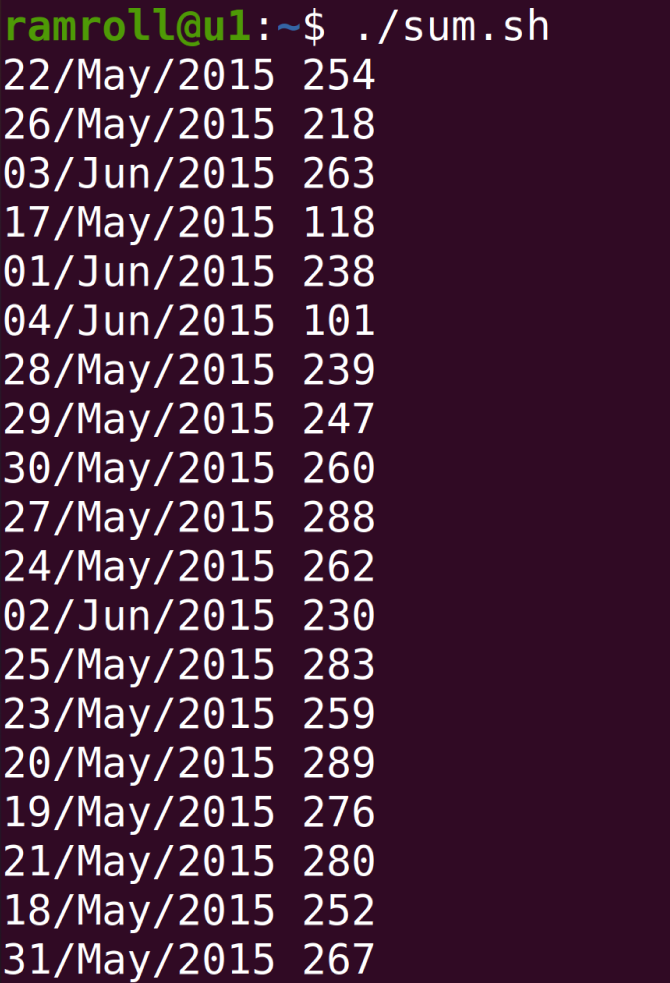 ramroll@u1:~$ ./sum.sh
22/May/2015 254
26/May/2015 218
03/Jun/2015 263
17/May/2015 118
01/Jun/2015 238
04/Jun/2015 101
28/May/2015 239
29/May/2015 247
30/May/2015 260
27/May/2015 288
24/May/2015 262
02/Jun/2015 230
25/May/2015 283
23/May/2015 259
20/May/2015 289
19/May/2015 276
21/May/2015 280
18/May/2015 252
31/May/2015 267